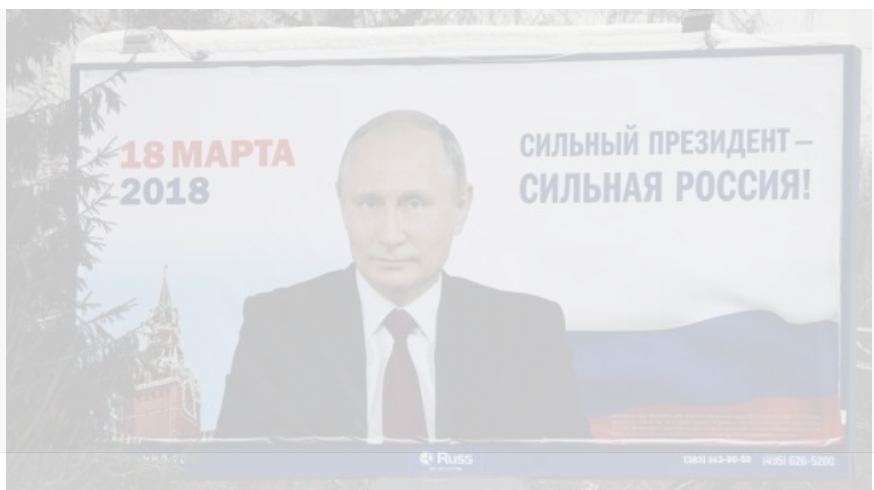 18 МАРТА
2018
СИЛЬНЫЙ ПРЕЗИДЕНТ –
СИЛЬНАЯ РОССИЯ!
Russ
(495) 626-5200